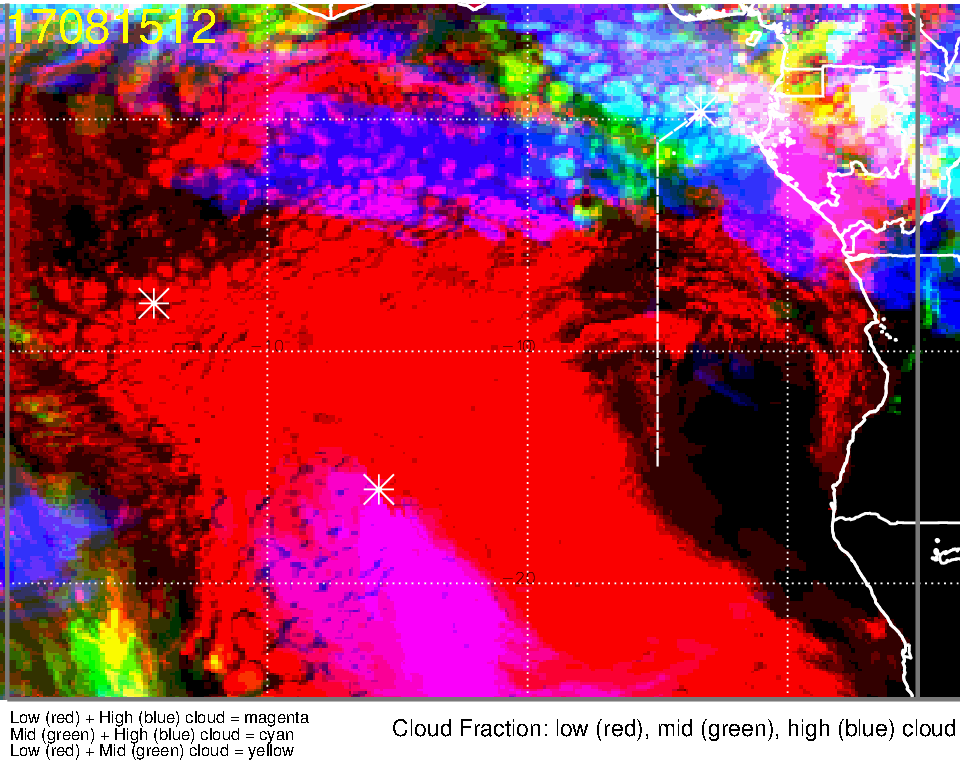 17081512
-10
-10
-20
Low (red) + High (blue) cloud = magenta
Mid (green) + High (blue) cloud = cyan
Low (red) + Mid (green) cloud = yellow
Cloud Fraction: low (red), mid (green), high (blue) cloud